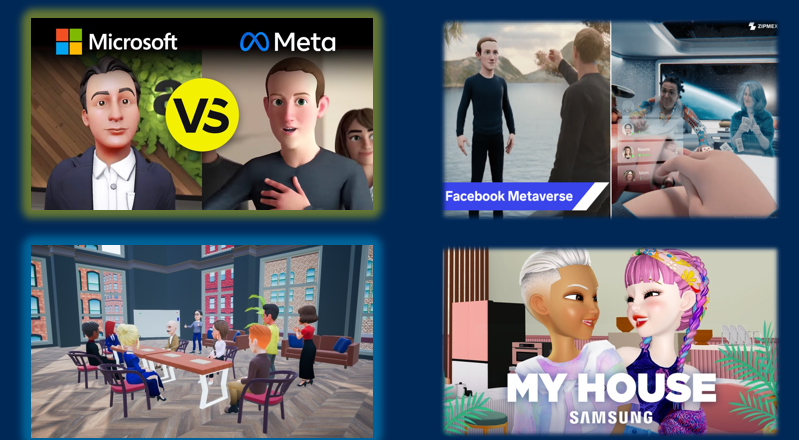 Microsoft
Meta
VS
ZIPMEX
Facebook Metaverse
MY HOUSE
SAMSUNG